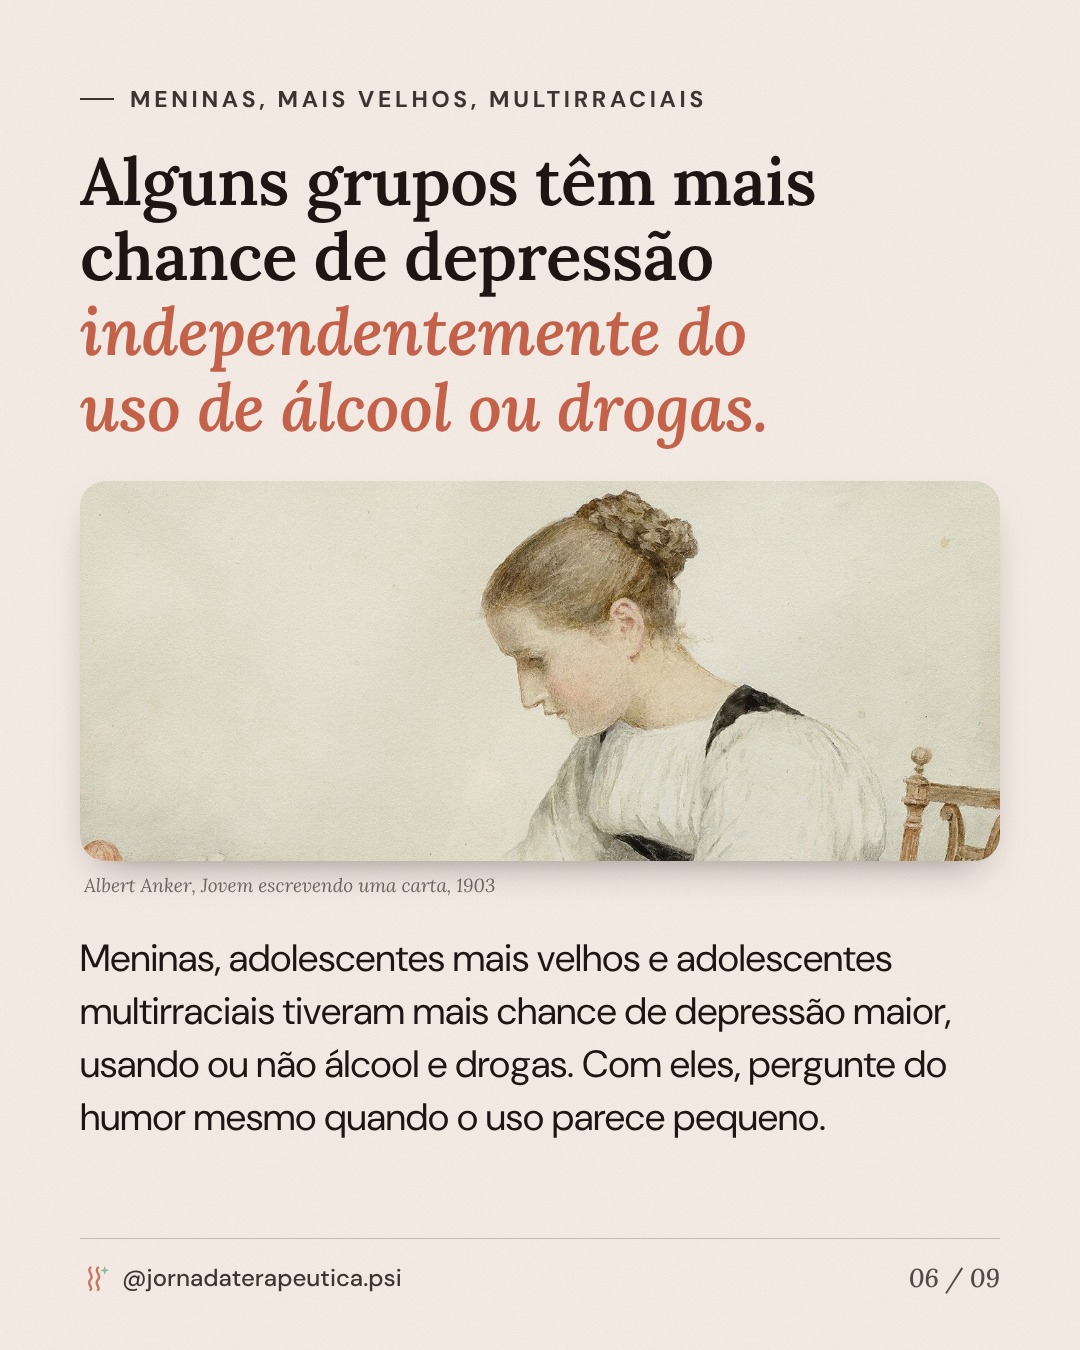 MENINAS, MAIS VELHOS, MULTIRRACIAIS
Alguns grupos têm mais
chance de depressão
independentemente do
uso de álcool ou drogas.
Albert Anker, Jovem escrevendo uma carta, 1903
Meninas, adolescentes mais velhos e adolescentes
multirraciais tiveram mais chance de depressão maior,
usando ou não álcool e drogas. Com eles, pergunte do
humor mesmo quando o uso parece pequeno.
@jornadaterapeutica.psi
06 / 09